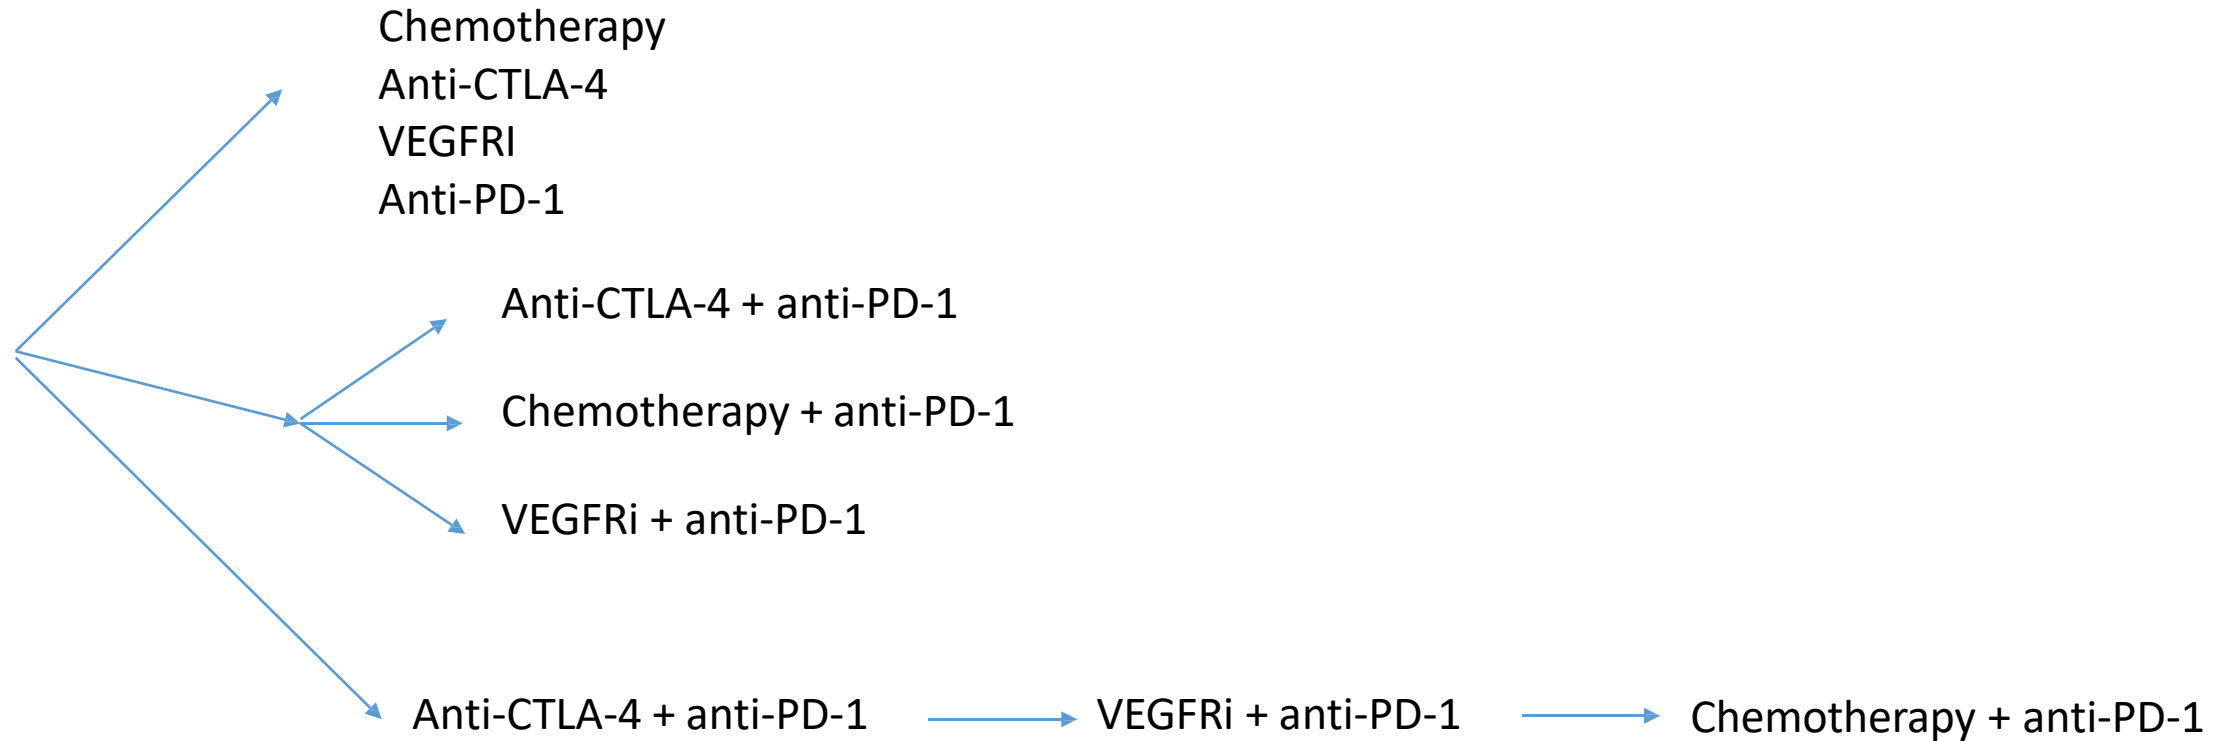 Chemotherapy
Anti-CTLA-4
VEGFRI
Anti-PD-1
Anti-CTLA-4 + anti-PD-1
Chemotherapy + anti-PD-1
VEGFRi + anti-PD-1
Anti-CTLA-4 + anti-PD-1 VEGFRi + anti-PD-1 Chemotherapy + anti-PD-1